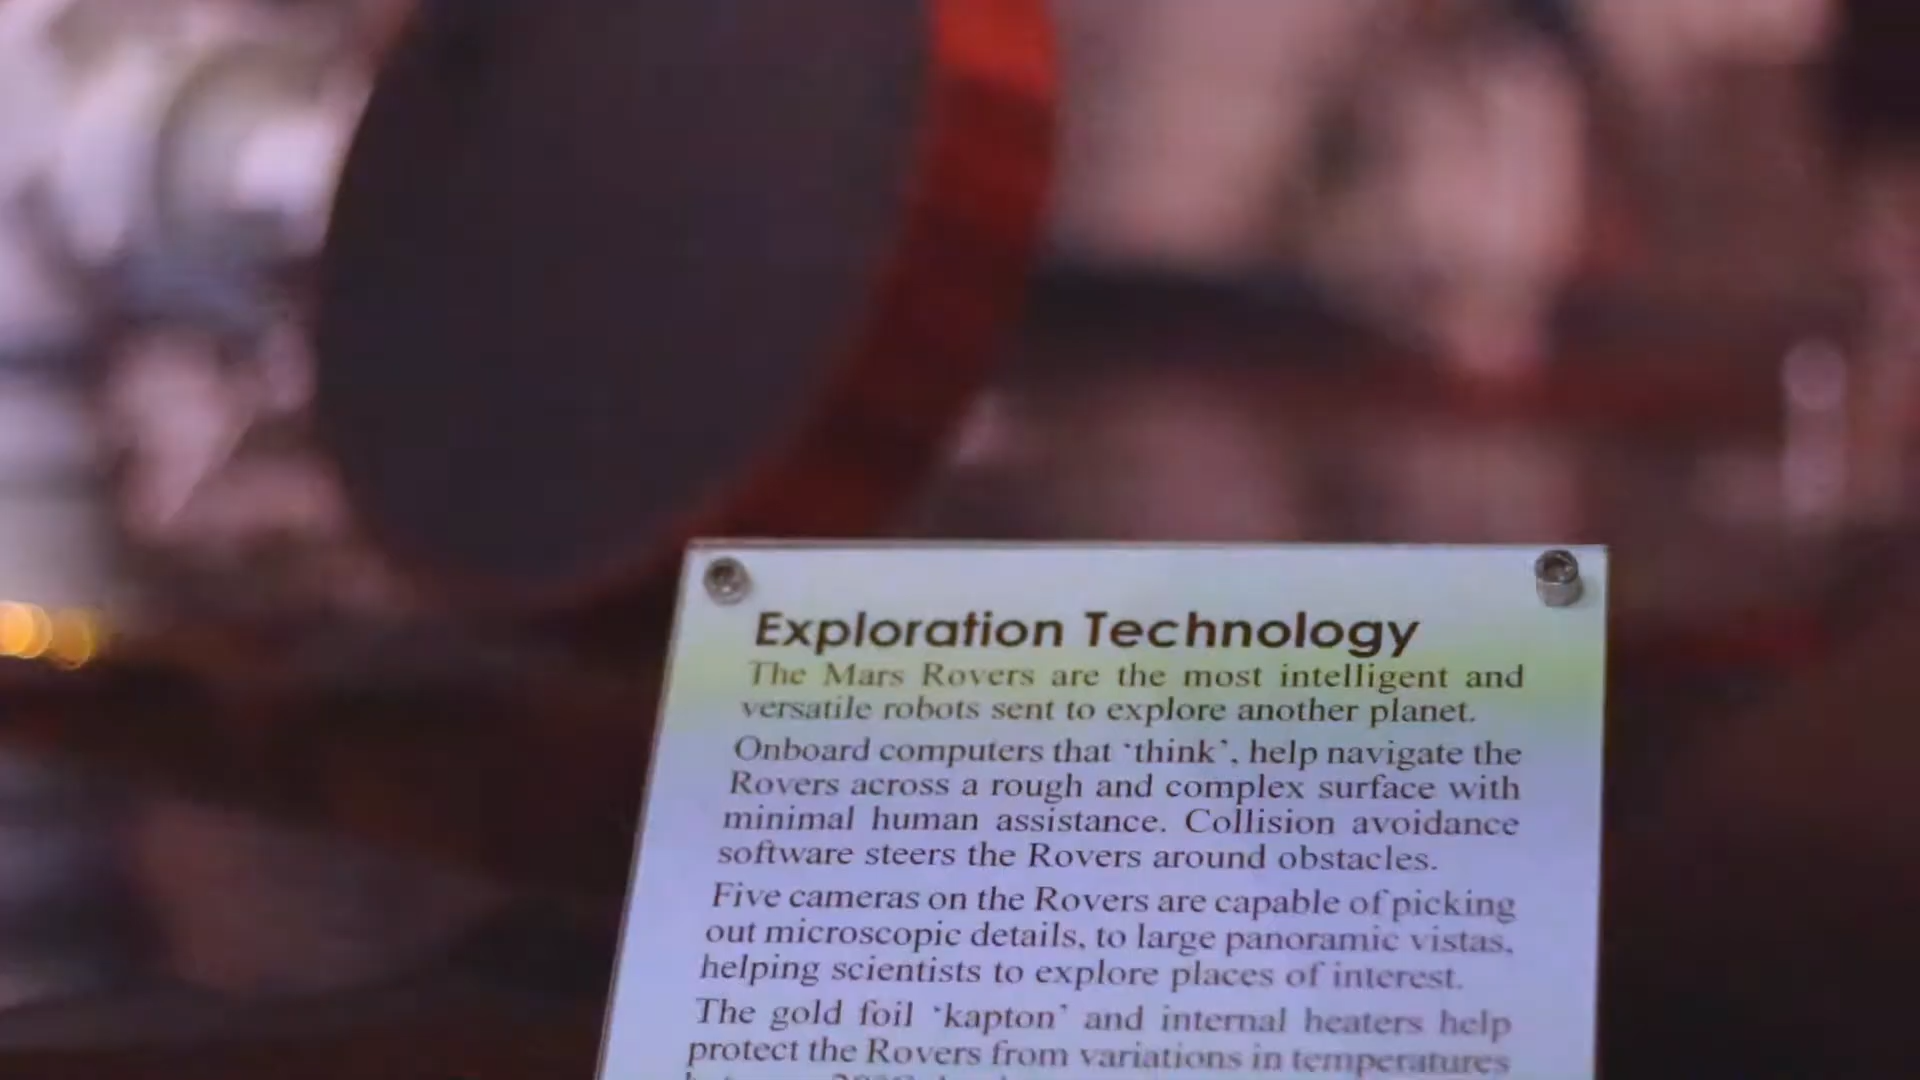 Exploration Technology
The Mars Rovers are the most intelligent and
versatile robots sent to explore another planet.
Onboard computers that ‘think’, help navigate the
Rovers across a rough and complex surface with
minimal human assistance. Collision avoidance
software steers the Rovers around obstacles.
Five cameras on the Rovers are capable of picking
out microscopic details, to large panoramic vistas,
helping scientists to explore places of interest.
The gold foil ‘kapton’ and internal heaters help
protect the Rovers from variations in temperatures